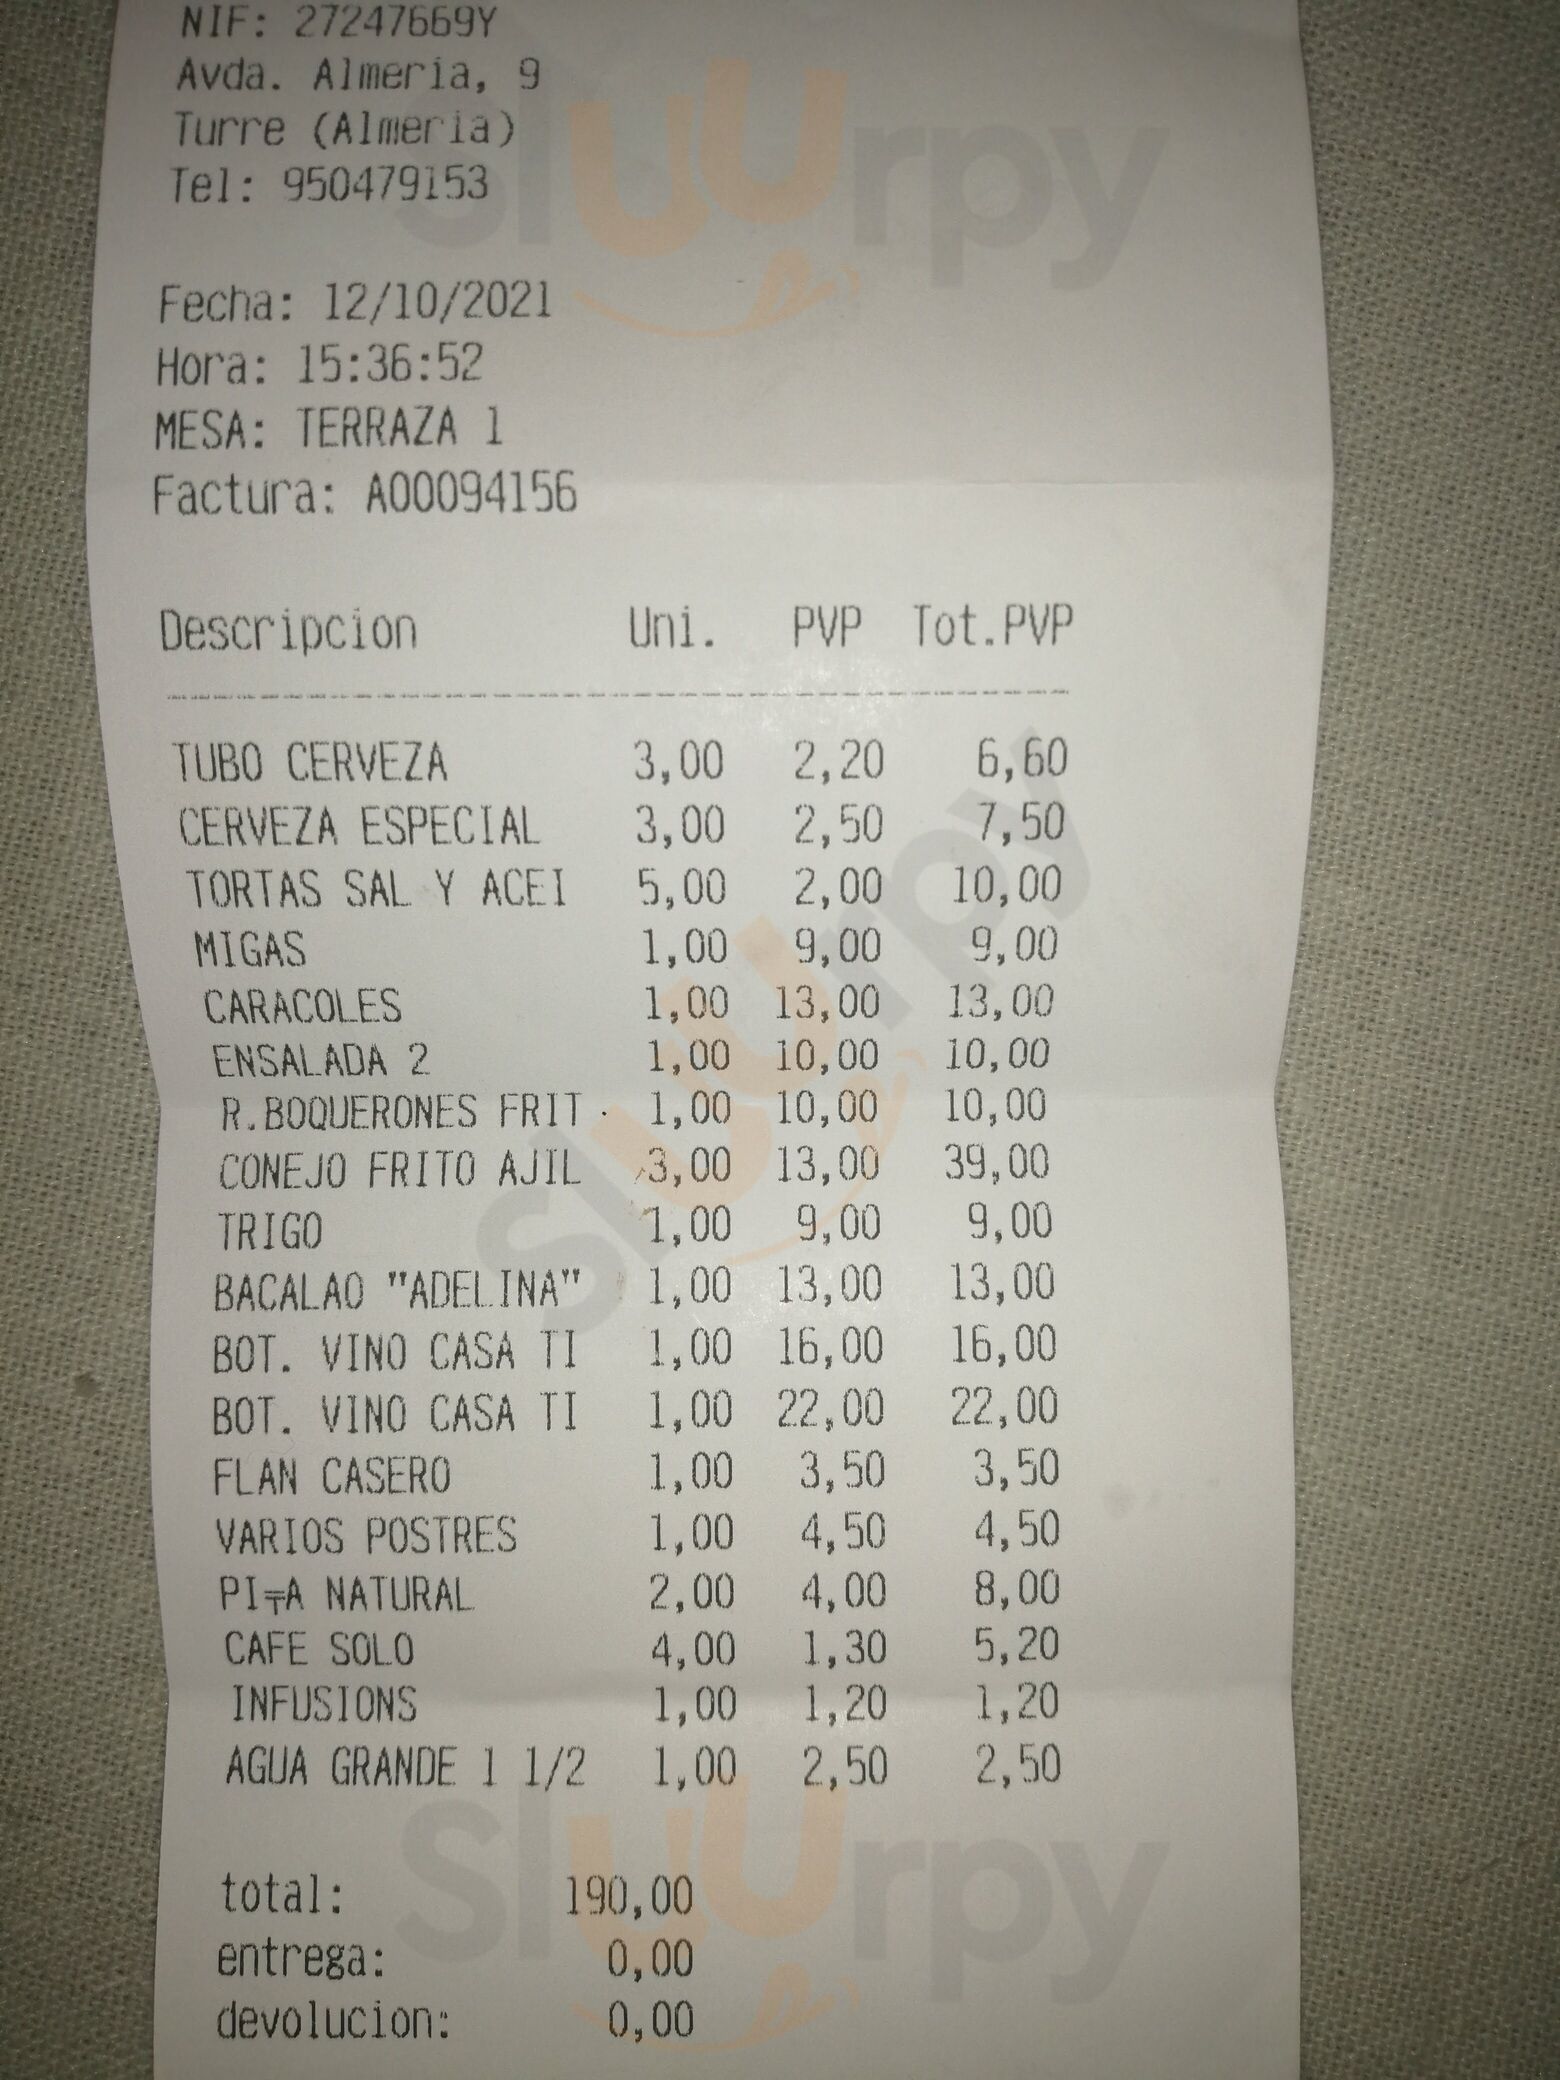 NIF: 27247669Y
Avda. Almeria, 9
Turre (Almeria)
Tel: 950479153
Fecha: 12/10/2021
Hora: 15:36:52
MESA: TERRAZA 1
Factura: A00094156
Descripcion Uni. PVP Tot.PVP
TUBO CERVEZA 3,00 2,20 6,60
CERVEZA ESPECIAL 3,00 2,50 7,50
TORTAS SAL Y ACEI 5,00 2,00 10,00
MIGAS 1,00 9,00 9,00
CARACOLES 1,00 13,00 13,00
ENSALADA 2 1,00 10,00 10,00
R.BOQUERONES FRIT 1,00 10,00 10,00
CONEJO FRITO AJIL 3,00 13,00 39,00
TRIGO 1,00 9,00 9,00
BACALAO "ADELINA" 1,00 13,00 13,00
BOT. VINO CASA TI 1,00 16,00 16,00
BOT. VINO CASA TI 1,00 22,00 22,00
FLAN CASERO 1,00 3,50 3,50
VARIOS POSTRES 1,00 4,50 4,50
PI╤A NATURAL 2,00 4,00 8,00
CAFE SOLO 4,00 1,30 5,20
INFUSIONS 1,00 1,20 1,20
AGUA GRANDE 1 1/2 1,00 2,50 2,50
total: 190,00
entrega: 0,00
devolucion: 0,00
sluurpy
sluurpy
sluurpy